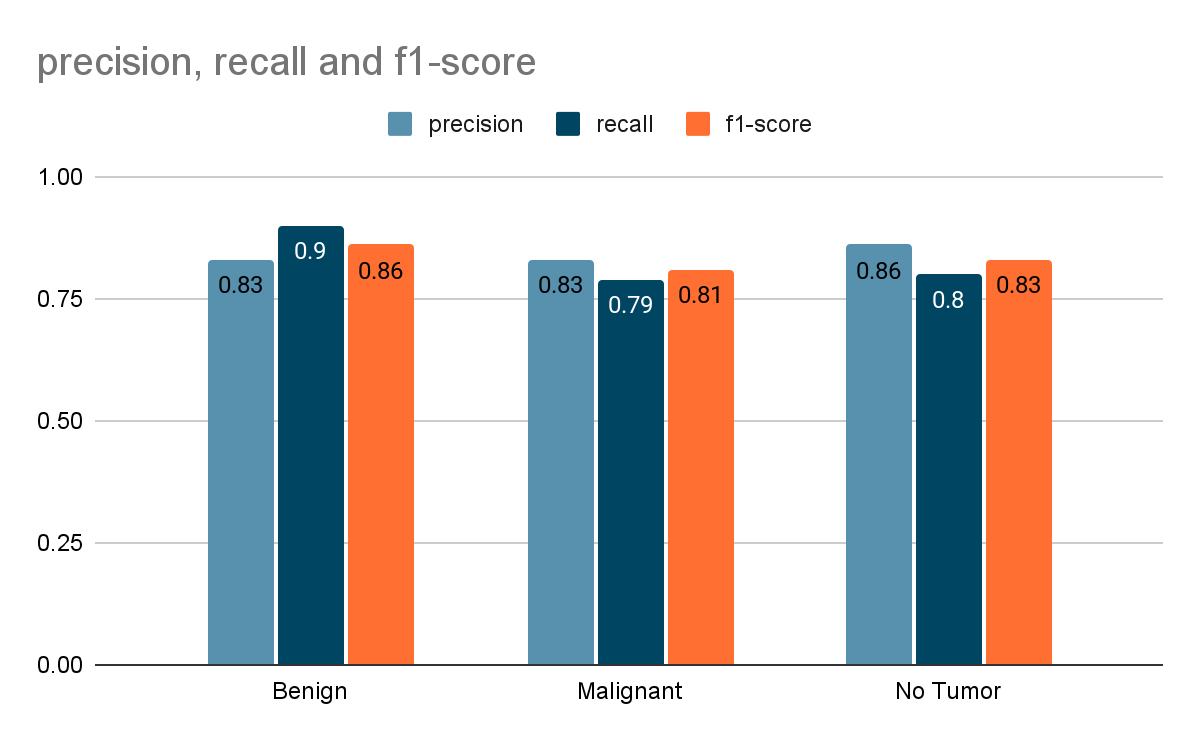 precision, recall and f1-score
precision recall f1-score
1.00
0.75
0.50
0.25
0.00
0.83 0.9 0.86
0.83 0.79 0.81
0.86 0.8 0.83
Benign Malignant No Tumor